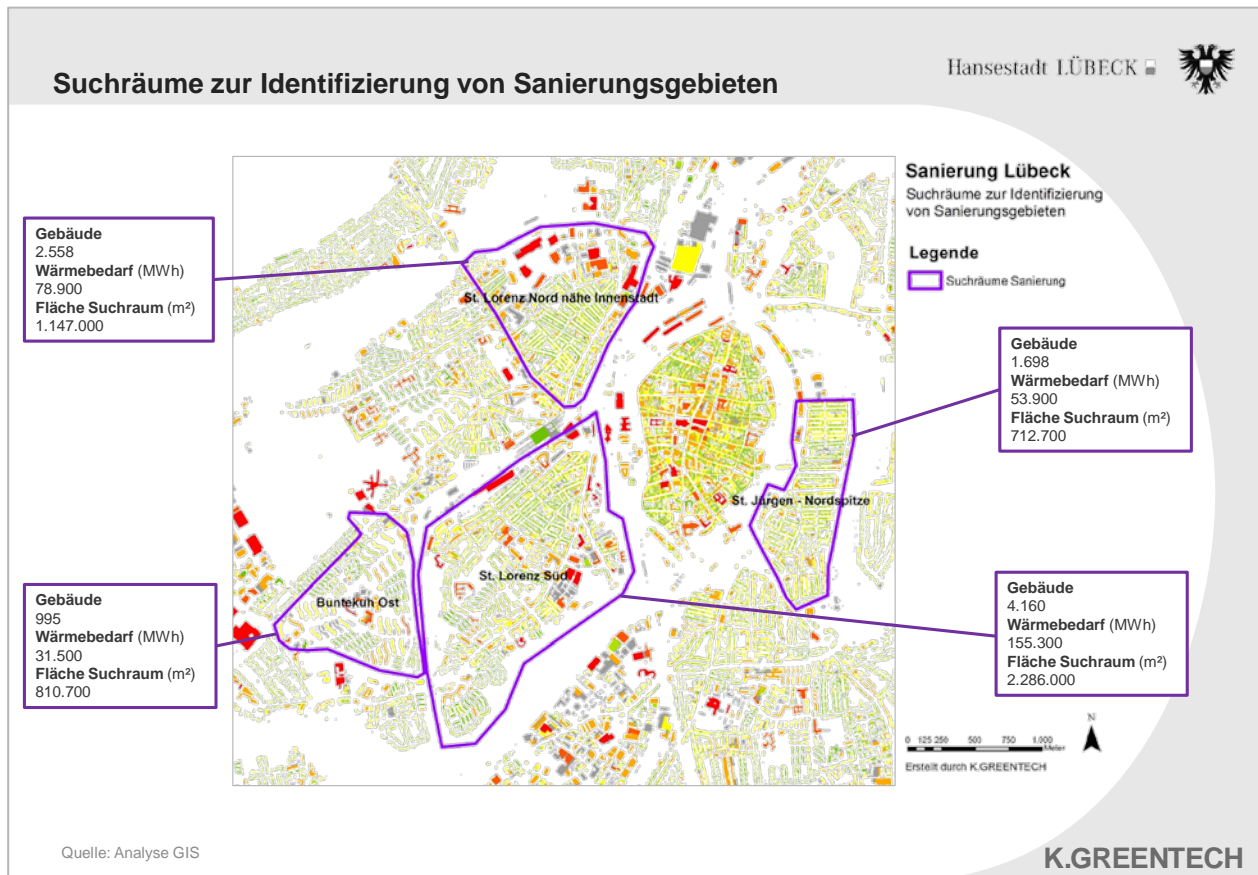 Suchräume zur Identifizierung von Sanierungsgebieten
Hansestadt LÜBECK
Gebäude
2.558
Wärmebedarf (MWh)
78.900
Fläche Suchraum (m²)
1.147.000
Gebäude
995
Wärmebedarf (MWh)
31.500
Fläche Suchraum (m²)
810.700
St. Lorenz Nord nähe Innenstadt
St. Jürgen - Nordspitze
St. Lorenz Süd
Buntekuh Ost
Sanierung Lübeck
Suchräume zur Identifizierung
von Sanierungsgebieten
Legende
Suchräume Sanierung
Gebäude
1.698
Wärmebedarf (MWh)
53.900
Fläche Suchraum (m²)
712.700
Gebäude
4.160
Wärmebedarf (MWh)
155.300
Fläche Suchraum (m²)
2.286.000
N
0 125 250 500 750 1.000
Meter
Erstellt durch K.GREENTECH
Quelle: Analyse GIS
K.GREENTECH